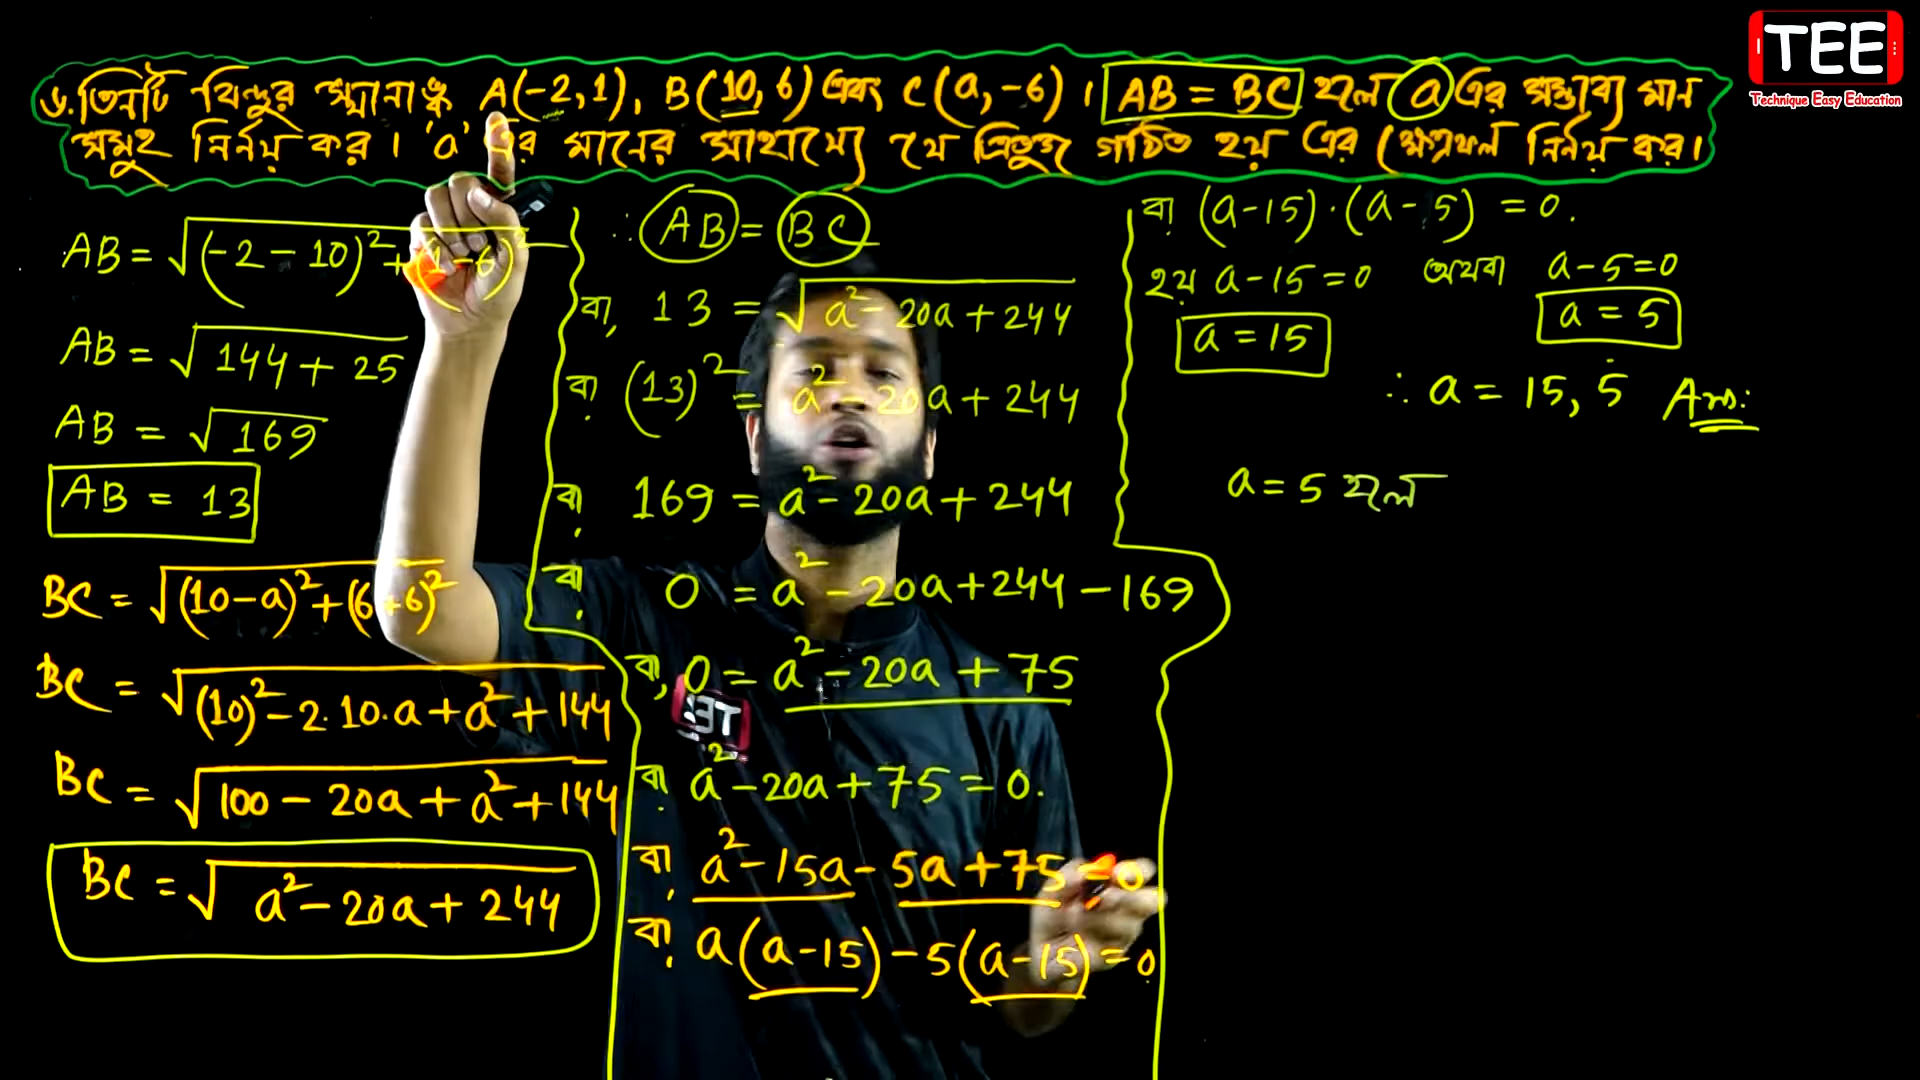 TEE
Technique Easy Education
৬. তিনটি বিন্দুর স্থানাঙ্ক A(-2,1), B(10,6) এবং C(a,-6) । AB = BC হলে a এর সম্ভাব্য মান
সমূহ নির্নয় কর । 'a' এর মানের সাহায্যে যে ত্রিভুজ গঠিত হয় এর ক্ষেত্রফল নির্নয় কর।
AB = √(-2-10)²+(1-6)²
AB = √144+25
AB = √169
AB = 13
BC = √(10-a)²+(6+6)²
BC = √(10)²-2.10.a+a²+144
BC = √100-20a+a²+144
BC = √a²-20a+244
∴ AB = BC
বা, 13 = √a²-20a+244
বা, (13)² = a²-20a+244
বা, 169 = a²-20a+244
বা, 0 = a²-20a+244-169
বা, 0 = a²-20a+75
বা, a²-20a+75=0.
বা, a²-15a-5a+75=0
বা, a(a-15)-5(a-15)=0
বা (a-15).(a-5) = 0.
হয় a-15=0 অথবা a-5=0
a=15 a=5
∴ a = 15, 5 Ans:
a=5 হলে
TEE